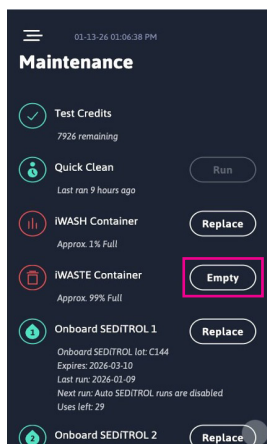 01-13-26 01:06:38 PM
Maintenance
Test Credits
7926 remaining
Quick Clean
Run
Last ran 9 hours ago
iWASH Container
Replace
Approx. 1% Full
iWASTE Container
Empty
Approx. 99% Full
1
Onboard SEDiTROL 1
Replace
Onboard SEDiTROL lot: C144
Expires: 2026-03-10
Last run: 2026-01-09
Next run: Auto SEDiTROL runs are disabled
Uses left: 29
2
Onboard SEDiTROL 2
Replace